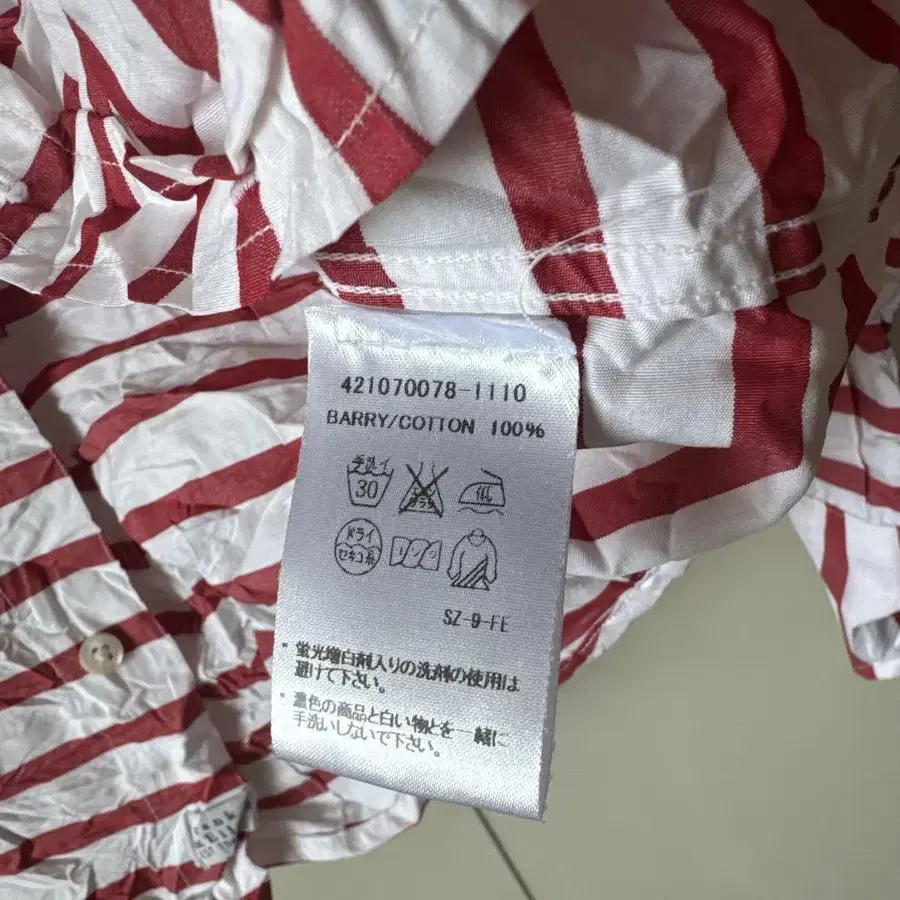 421070078-1110
BARRY/COTTON 100%
手洗イ
30
ドライ
セキユ系
SZ-9-FE
・蛍光増白剤入りの洗剤の使用は
避けて下さい。
・濃色の商品と白い物とを一緒に
手洗いしないで下さい。